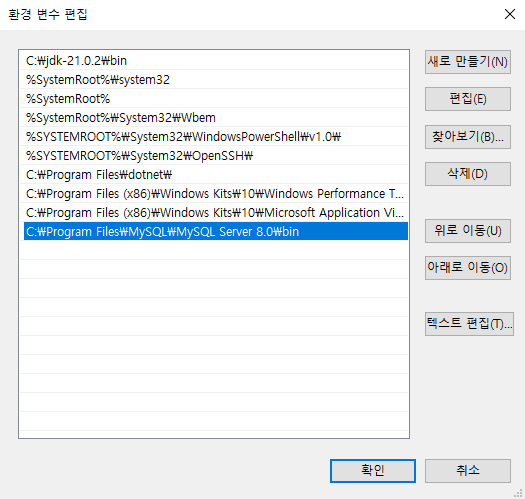 환경 변수 편집
C:₩jdk-21.0.2₩bin
%SystemRoot%₩system32
%SystemRoot%
%SystemRoot%₩System32₩Wbem
%SYSTEMROOT%₩System32₩WindowsPowerShell₩v1.0₩
%SYSTEMROOT%₩System32₩OpenSSH₩
C:₩Program Files₩dotnet₩
C:₩Program Files (x86)₩Windows Kits₩10₩Windows Performance T...
C:₩Program Files (x86)₩Windows Kits₩10₩Microsoft Application Vi...
C:₩Program Files₩MySQL₩MySQL Server 8.0₩bin
새로 만들기(N)
편집(E)
찾아보기(B)...
삭제(D)
위로 이동(U)
아래로 이동(O)
텍스트 편집(T)...
확인
취소